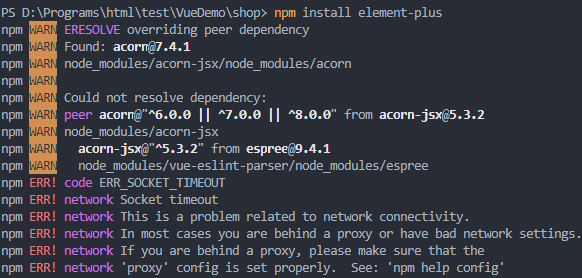 PS D:\Programs\html\test\VueDemo\shop> npm install element-plus
npm WARN ERESOLVE overriding peer dependency
npm WARN Found: acorn@7.4.1
npm WARN node_modules/acorn-jsx/node_modules/acorn
npm WARN
npm WARN Could not resolve dependency:
npm WARN peer acorn@"^6.0.0 || ^7.0.0 || ^8.0.0" from acorn-jsx@5.3.2
npm WARN node_modules/acorn-jsx
npm WARN   acorn-jsx@"^5.3.2" from espree@9.4.1
npm WARN   node_modules/vue-eslint-parser/node_modules/espree
npm ERR! code ERR_SOCKET_TIMEOUT
npm ERR! network Socket timeout
npm ERR! network This is a problem related to network connectivity.
npm ERR! network In most cases you are behind a proxy or have bad network settings.
npm ERR! network If you are behind a proxy, please make sure that the
npm ERR! network 'proxy' config is set properly.  See: 'npm help config'